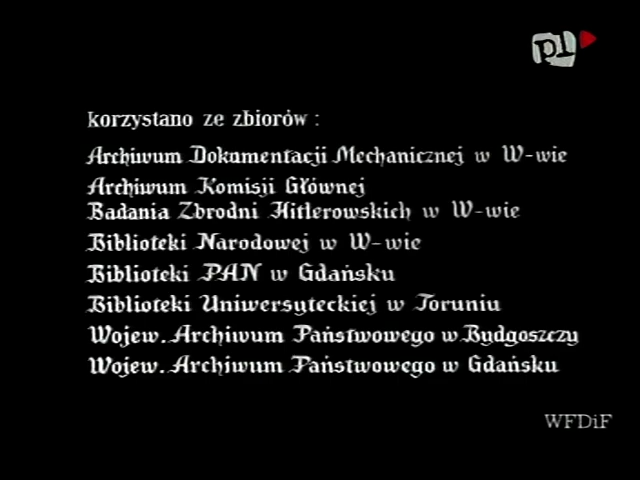 pl
korzystano ze zbiorów :
Archiwum Dokumentacji Mechanicznej w W-wie
Archiwum Komisji Głównej
Badania Zbrodni Hitlerowskich w W-wie
Biblioteki Narodowej w W-wie
Biblioteki PAN w Gdańsku
Biblioteki Uniwersyteckiej w Toruniu
Wojew. Archiwum Państwowego w Bydgoszczy
Wojew. Archiwum Państwowego w Gdańsku
WFDiF